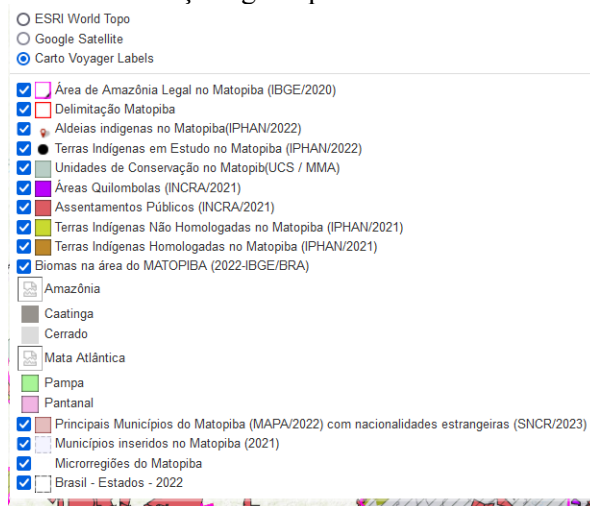 ESRI World Topo
Google Satellite
Carto Voyager Labels
Área de Amazônia Legal no Matopiba (IBGE/2020)
Delimitação Matopiba
Aldeias indigenas no Matopiba(IPHAN/2022)
Terras Indígenas em Estudo no Matopiba (IPHAN/2022)
Unidades de Conservação no Matopib(UCS / MMA)
Áreas Quilombolas (INCRA/2021)
Assentamentos Públicos (INCRA/2021)
Terras Indígenas Não Homologadas no Matopiba (IPHAN/2021)
Terras Indígenas Homologadas no Matopiba (IPHAN/2021)
Biomas na área do MATOPIBA (2022-IBGE/BRA)
Amazônia
Caatinga
Cerrado
Mata Atlântica
Pampa
Pantanal
Principais Municípios do Matopiba (MAPA/2022) com nacionalidades estrangeiras (SNCR/2023)
Municípios inseridos no Matopiba (2021)
Microrregiões do Matopiba
Brasil - Estados - 2022